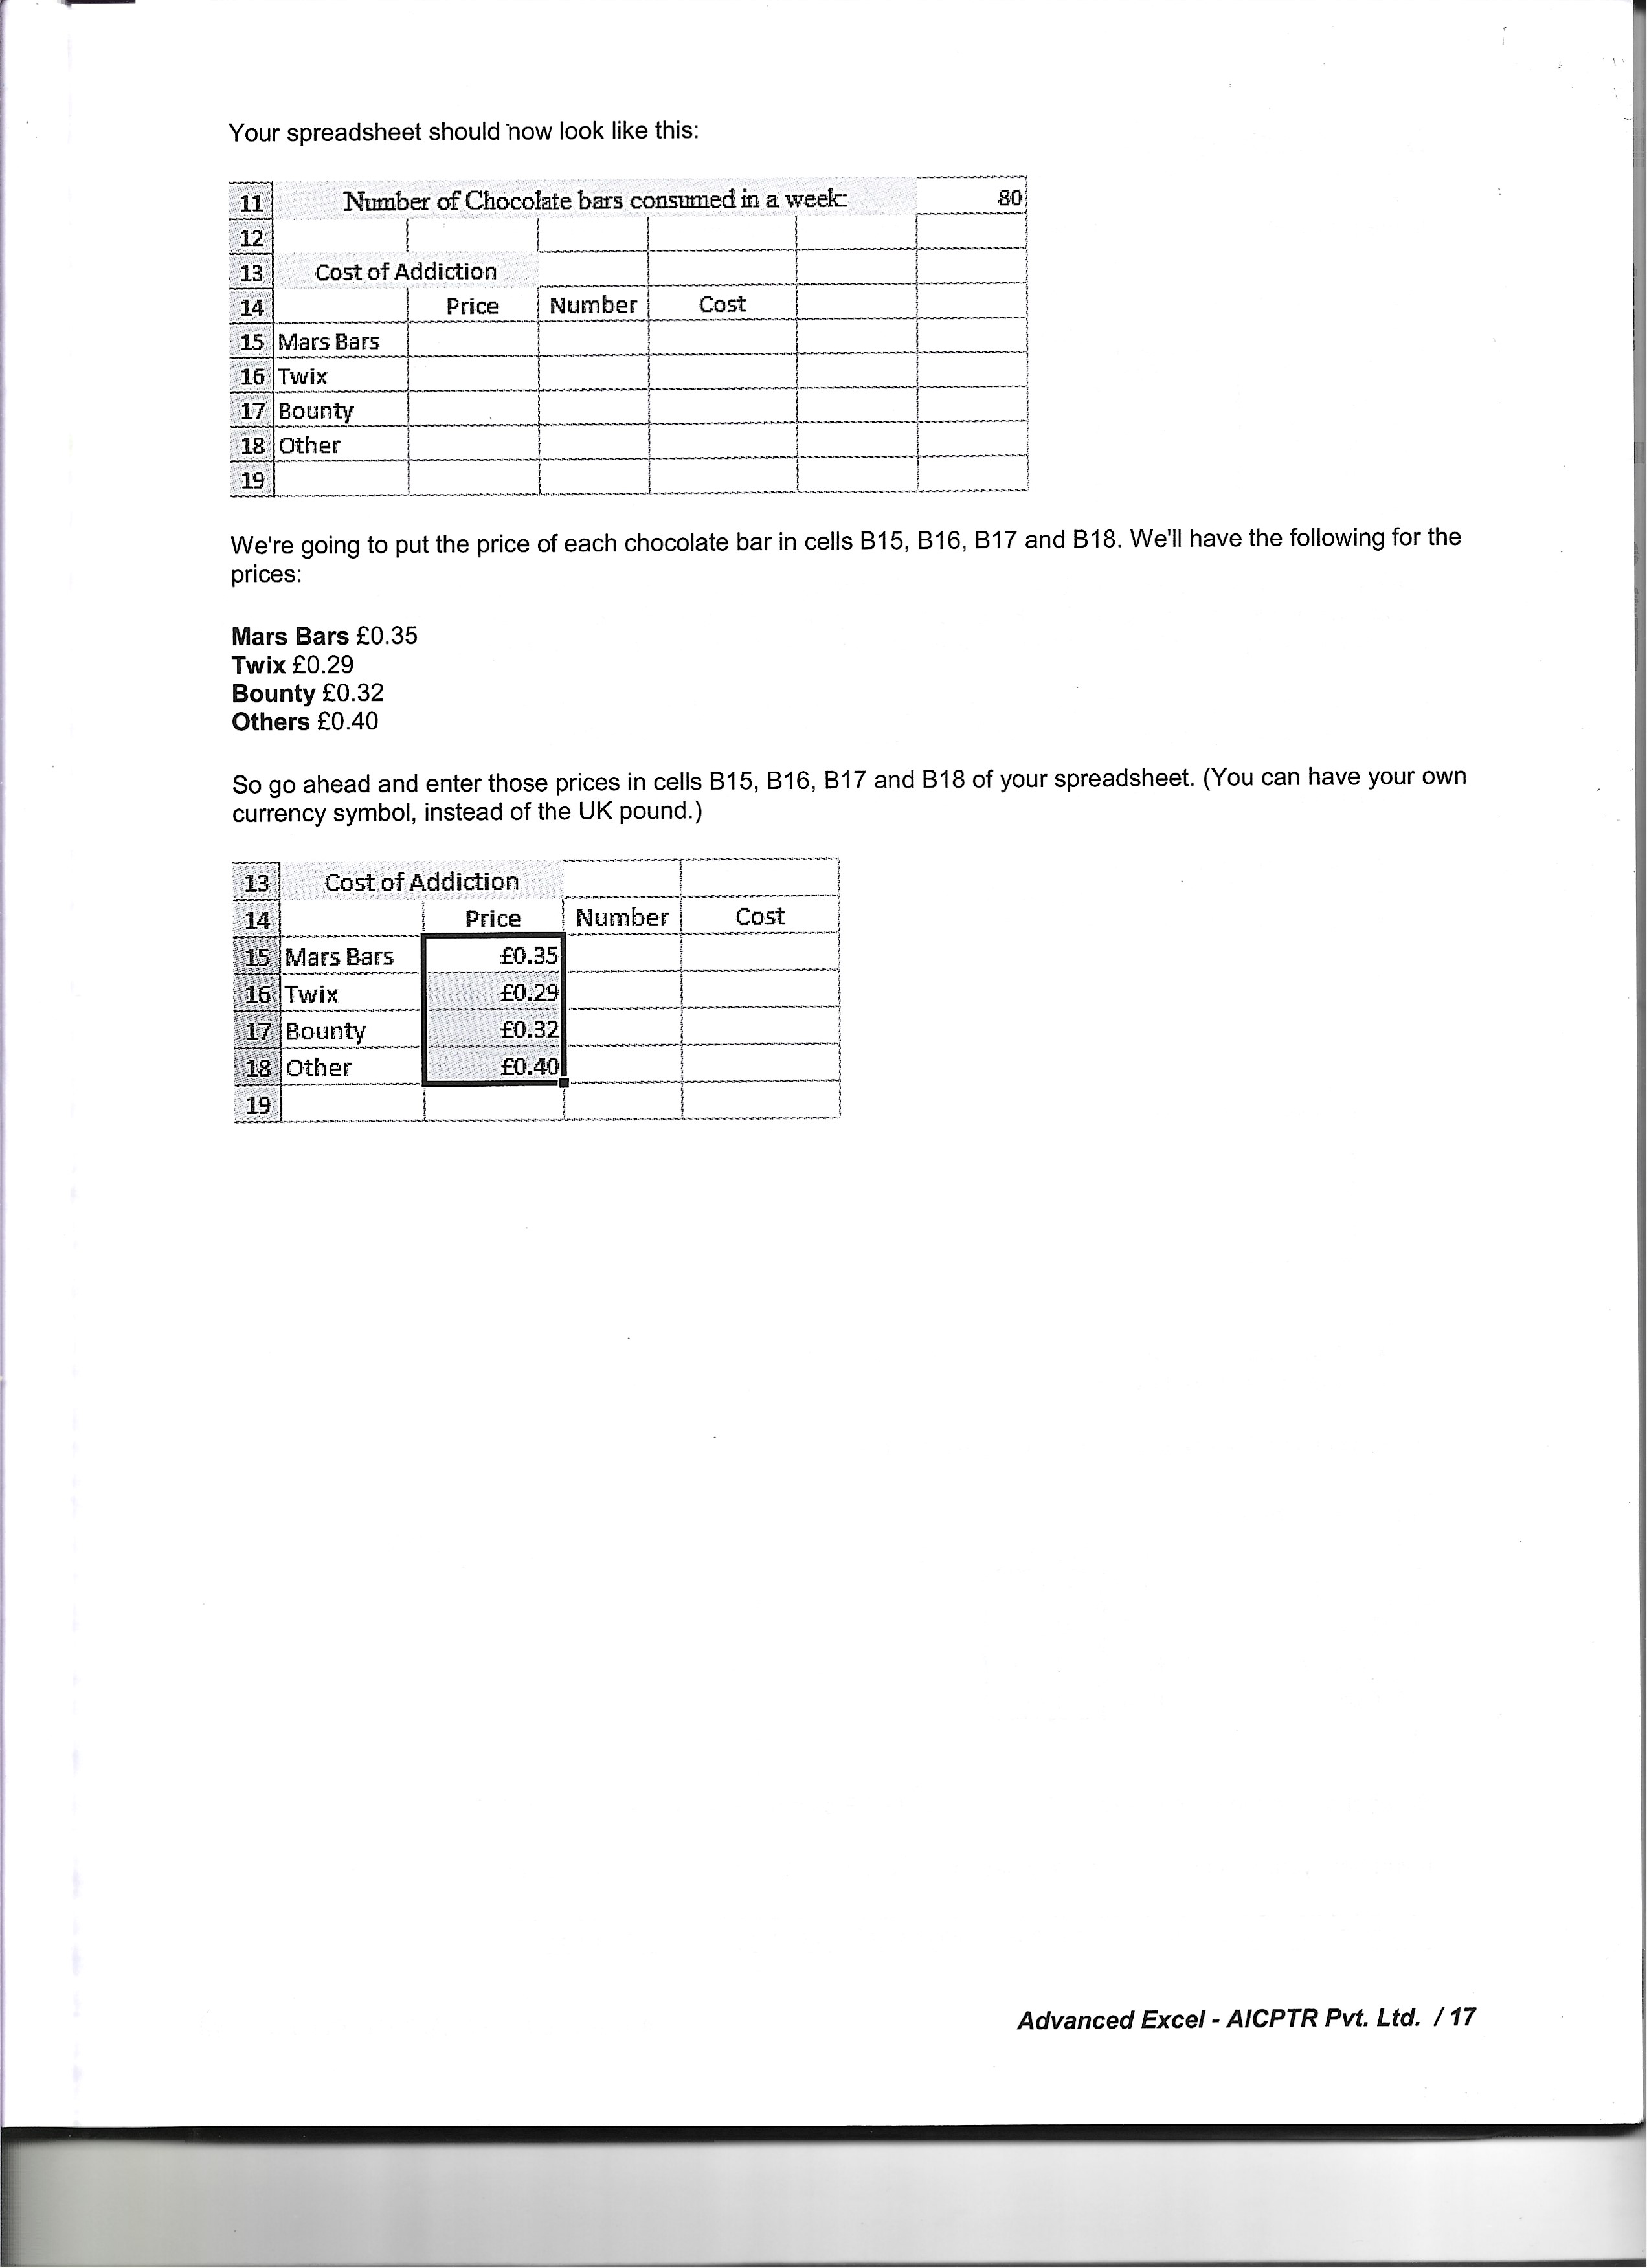 Your spreadsheet should now look like this:
11 Number of Chocolate bars consumed in a week: 80
12
13 Cost of Addiction
14 Price Number Cost
15 Mars Bars
16 Twix
17 Bounty
18 Other
19
We're going to put the price of each chocolate bar in cells B15, B16, B17 and B18. We'll have the following for the
prices:
Mars Bars £0.35
Twix £0.29
Bounty £0.32
Others £0.40
So go ahead and enter those prices in cells B15, B16, B17 and B18 of your spreadsheet. (You can have your own
currency symbol, instead of the UK pound.)
13 Cost of Addiction
14 Price Number Cost
15 Mars Bars £0.35
16 Twix £0.29
17 Bounty £0.32
18 Other £0.40
19
Advanced Excel - AICPTR Pvt. Ltd. / 17